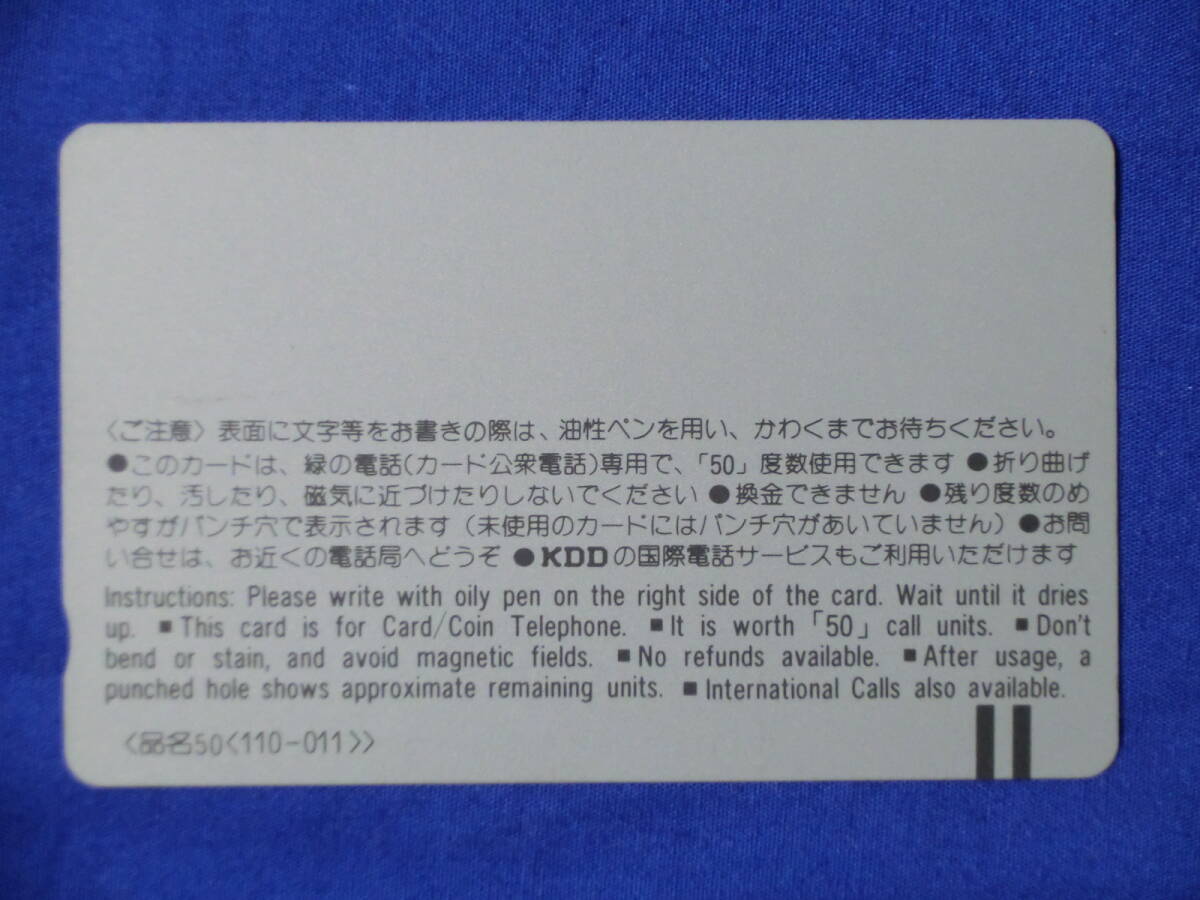 〈ご注意〉表面に文字等をお書きの際は、油性ペンを用い、かわくまでお待ちください。
●このカードは、緑の電話(カード公衆電話)専用で、「50」度数使用できます ●折り曲げ
たり、汚したり、磁気に近づけたりしないでください ●換金できません ●残り度数のめ
やすがパンチ穴で表示されます（未使用のカードにはパンチ穴があいていません）●お問
い合せは、お近くの電話局へどうぞ ●KDDの国際電話サービスもご利用いただけます
Instructions: Please write with oily pen on the right side of the card. Wait until it dries
up. ■This card is for Card/Coin Telephone. ■It is worth「50」call units. ■Don't
bend or stain, and avoid magnetic fields. ■No refunds available. ■After usage, a
punched hole shows approximate remaining units. ■International Calls also available.
〈品名50〈110-011〉〉